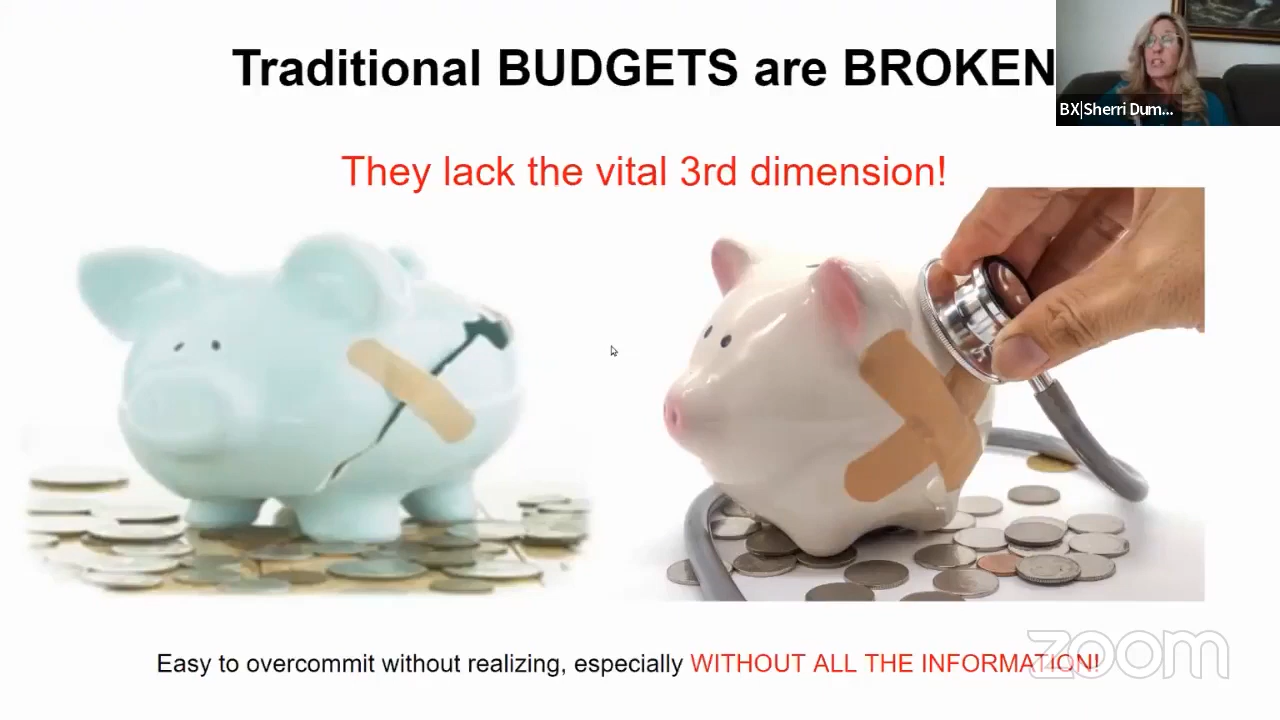 Traditional BUDGETS are BROKEN
BX|Sherri Dum...
They lack the vital 3rd dimension!
Easy to overcommit without realizing, especially WITHOUT ALL THE INFORMATION!
zoom